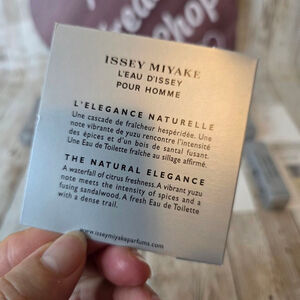 ISSEY MIYAKE
L'EAU D'ISSEY
POUR HOMME
L'ELEGANCE NATURELLE
Une cascade de fraîcheur hespéridée. Une
note vibrante de yuzu rencontre l'intensité
des épices et d'un bois de santal fusant.
Une Eau de Toilette fraîche au sillage affirmé.
THE NATURAL ELEGANCE
A waterfall of citrus freshness. A vibrant yuzu
note meets the intensity of spices and a
fusing sandalwood. A fresh Eau de Toilette
with a dense trail.
www.isseymiyakeparfums.com